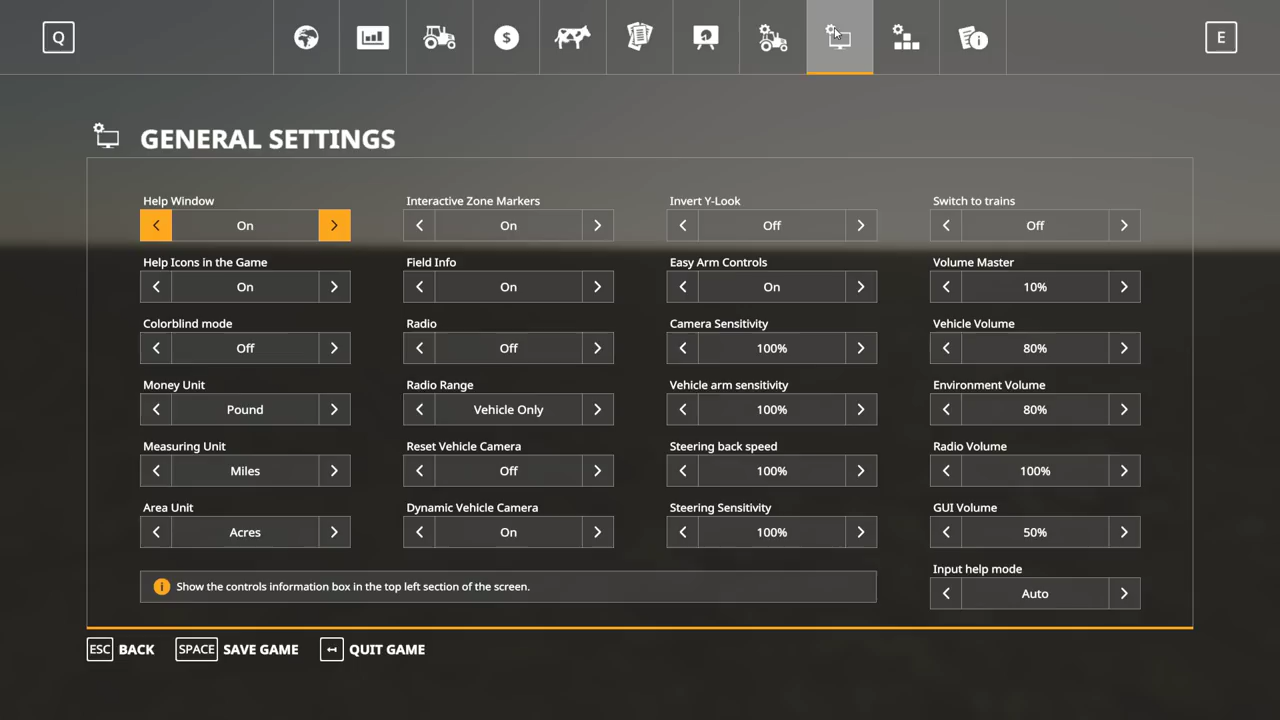 Q
$
E
GENERAL SETTINGS
Help Window
On
Interactive Zone Markers
On
Invert Y-Look
Off
Switch to trains
Off
Help Icons in the Game
On
Field Info
On
Easy Arm Controls
On
Volume Master
10%
Colorblind mode
Off
Radio
Off
Camera Sensitivity
100%
Vehicle Volume
80%
Money Unit
Pound
Radio Range
Vehicle Only
Vehicle arm sensitivity
100%
Environment Volume
80%
Measuring Unit
Miles
Reset Vehicle Camera
Off
Steering back speed
100%
Radio Volume
100%
Area Unit
Acres
Dynamic Vehicle Camera
On
Steering Sensitivity
100%
GUI Volume
50%
Input help mode
Auto
Show the controls information box in the top left section of the screen.
ESC BACK SPACE SAVE GAME ↔ QUIT GAME